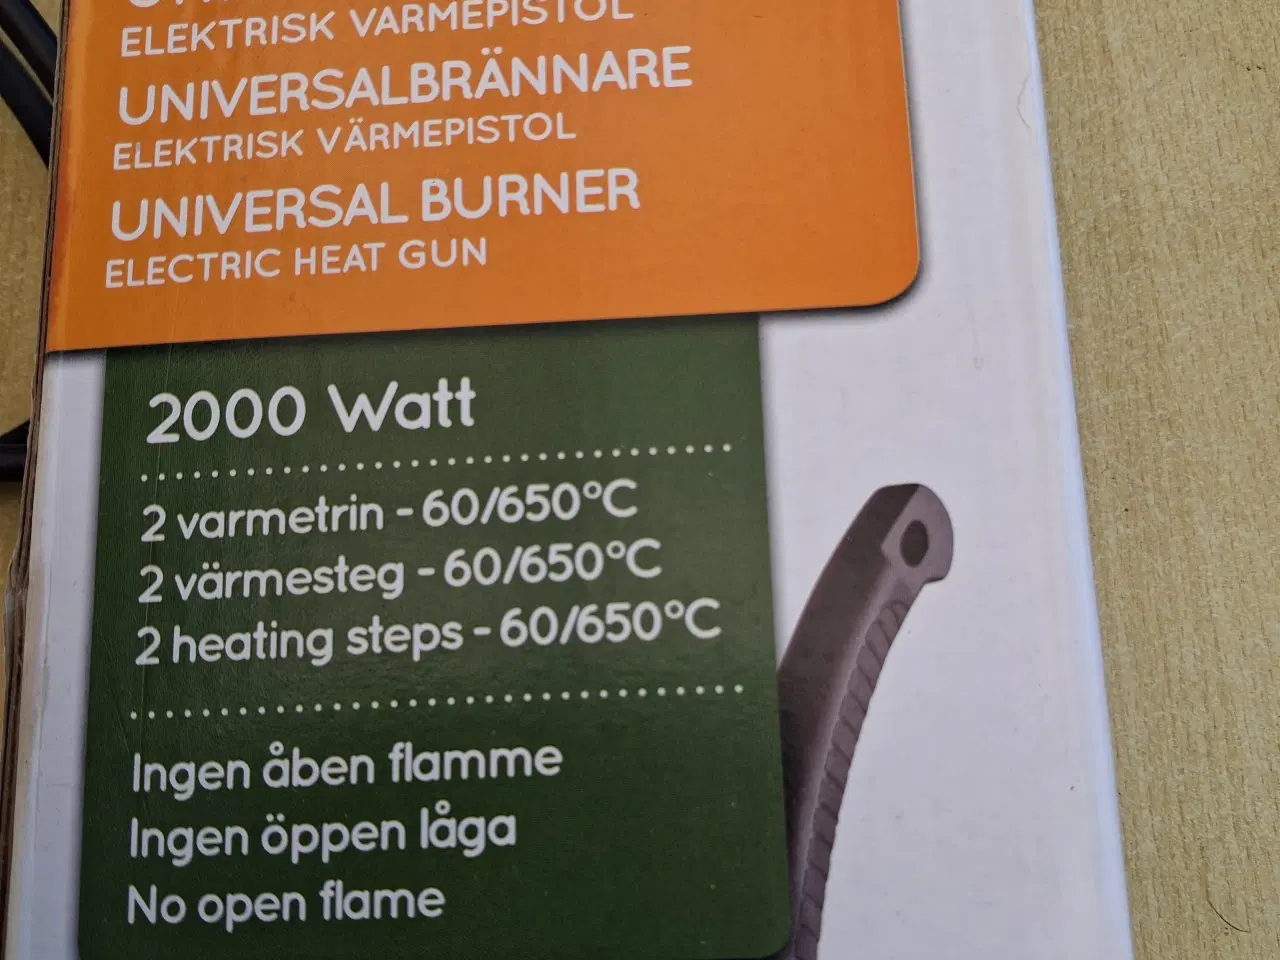 ELEKTRISK VARMEPISTOL
UNIVERSALBRÄNNARE
ELEKTRISK VÄRMEPISTOL
UNIVERSAL BURNER
ELECTRIC HEAT GUN
2000 Watt
2 varmetrin - 60/650°C
2 värmesteg - 60/650°C
2 heating steps - 60/650°C
Ingen åben flamme
Ingen öppen låga
No open flame